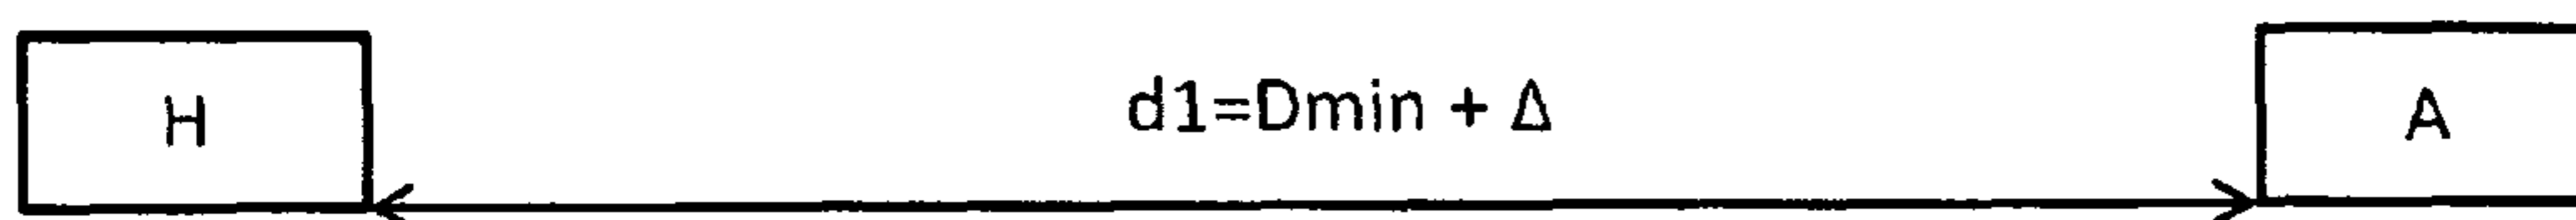 H
d1=Dmin + Δ
A